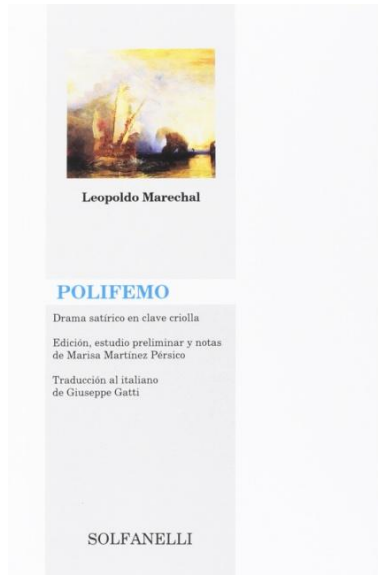 Leopoldo Marechal
POLIFEMO
Drama satírico en clave criolla
Edición, estudio preliminar y notas
de Marisa Martínez Pérsico
Traducción al italiano
de Giuseppe Gatti
SOLFANELLI